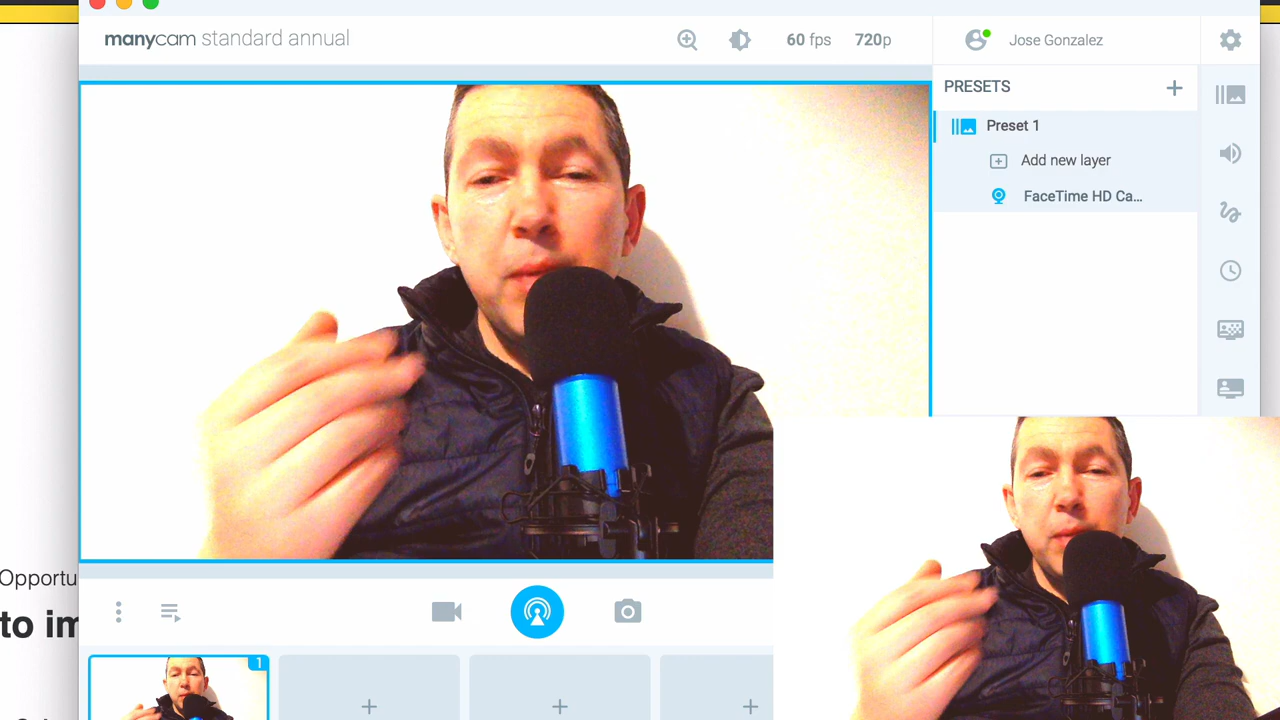 manycam standard annual
60 fps
720p
Jose Gonzalez
PRESETS
Preset 1
Add new layer
FaceTime HD Ca...
Opportu
to im
1